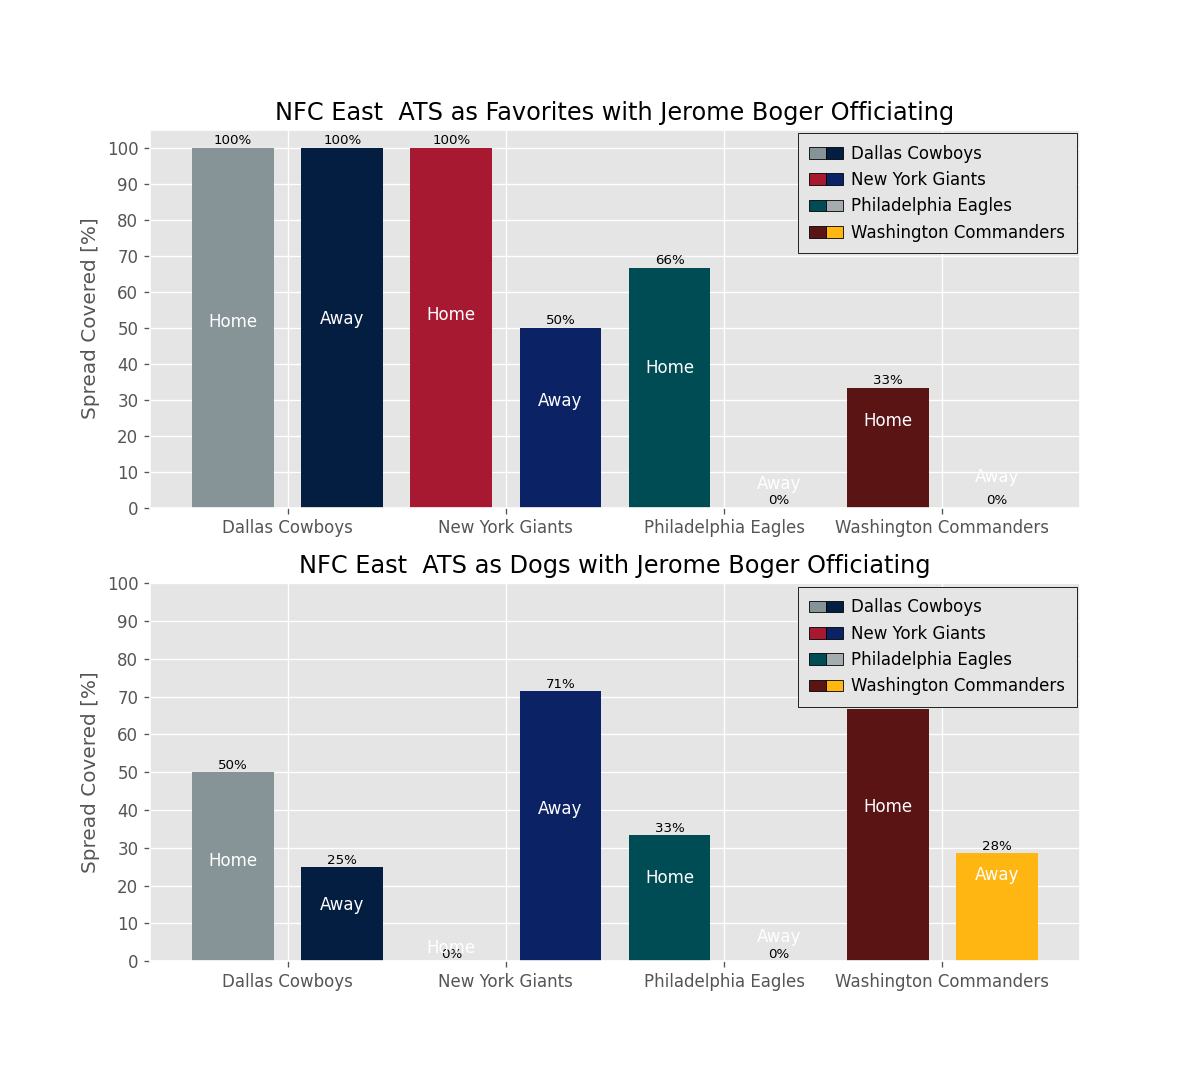 NFC East  ATS as Favorites with Jerome Boger Officiating
Spread Covered [%]
100
90
80
70
60
50
40
30
20
10
0
100%
100%
100%
50%
66%
0%
33%
0%
Home
Away
Home
Away
Home
Away
Home
Away
Dallas Cowboys
New York Giants
Philadelphia Eagles
Washington Commanders
Dallas Cowboys
New York Giants
Philadelphia Eagles
Washington Commanders
NFC East  ATS as Dogs with Jerome Boger Officiating
Spread Covered [%]
100
90
80
70
60
50
40
30
20
10
0
50%
25%
0%
71%
33%
0%
28%
Home
Away
Home
Away
Home
Away
Home
Away
Dallas Cowboys
New York Giants
Philadelphia Eagles
Washington Commanders
Dallas Cowboys
New York Giants
Philadelphia Eagles
Washington Commanders